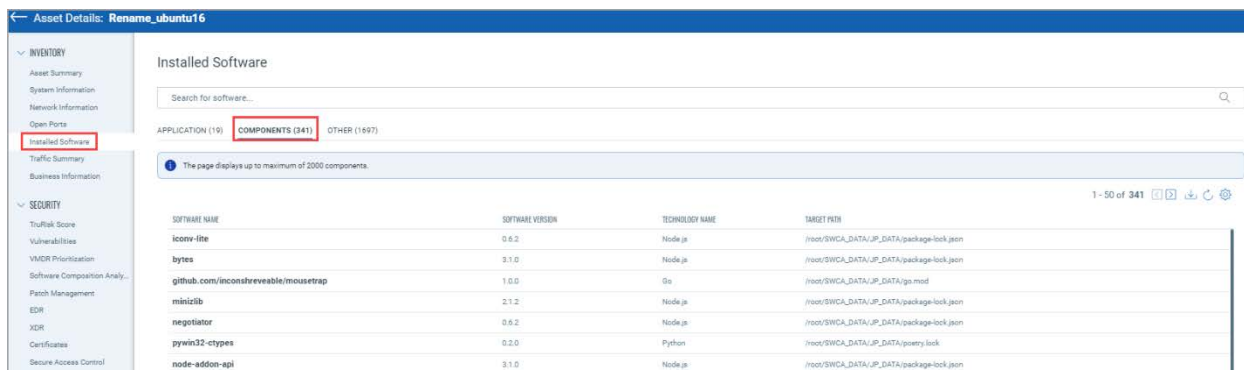 ← Asset Details: Rename_ubuntu16
INVENTORY
Asset Summary
System Information
Network Information
Open Ports
Installed Software
Traffic Summary
Business Information
SECURITY
TruRisk Score
Vulnerabilities
VMDR Prioritization
Software Composition Analy...
Patch Management
EDR
XDR
Certificates
Secure Access Control
Installed Software
Search for software...
APPLICATION (19) COMPONENTS (341) OTHER (1697)
The page displays up to maximum of 2000 components.
1 - 50 of 341
SOFTWARE NAME SOFTWARE VERSION TECHNOLOGY NAME TARGET PATH
iconv-lite 0.6.2 Node.js /root/SWCA_DATA/JP_DATA/package-lock.json
bytes 3.1.0 Node.js /root/SWCA_DATA/JP_DATA/package-lock.json
github.com/inconshreveable/mousetrap 1.0.0 Go /root/SWCA_DATA/JP_DATA/go.mod
minizlib 2.1.2 Node.js /root/SWCA_DATA/JP_DATA/package-lock.json
negotiator 0.6.2 Node.js /root/SWCA_DATA/JP_DATA/package-lock.json
pywin32-ctypes 0.2.0 Python /root/SWCA_DATA/JP_DATA/poetry.lock
node-addon-api 3.1.0 Node.js /root/SWCA_DATA/JP_DATA/package-lock.json